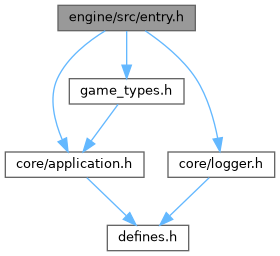 engine/src/entry.h
game_types.h
core/application.h
core/logger.h
defines.h